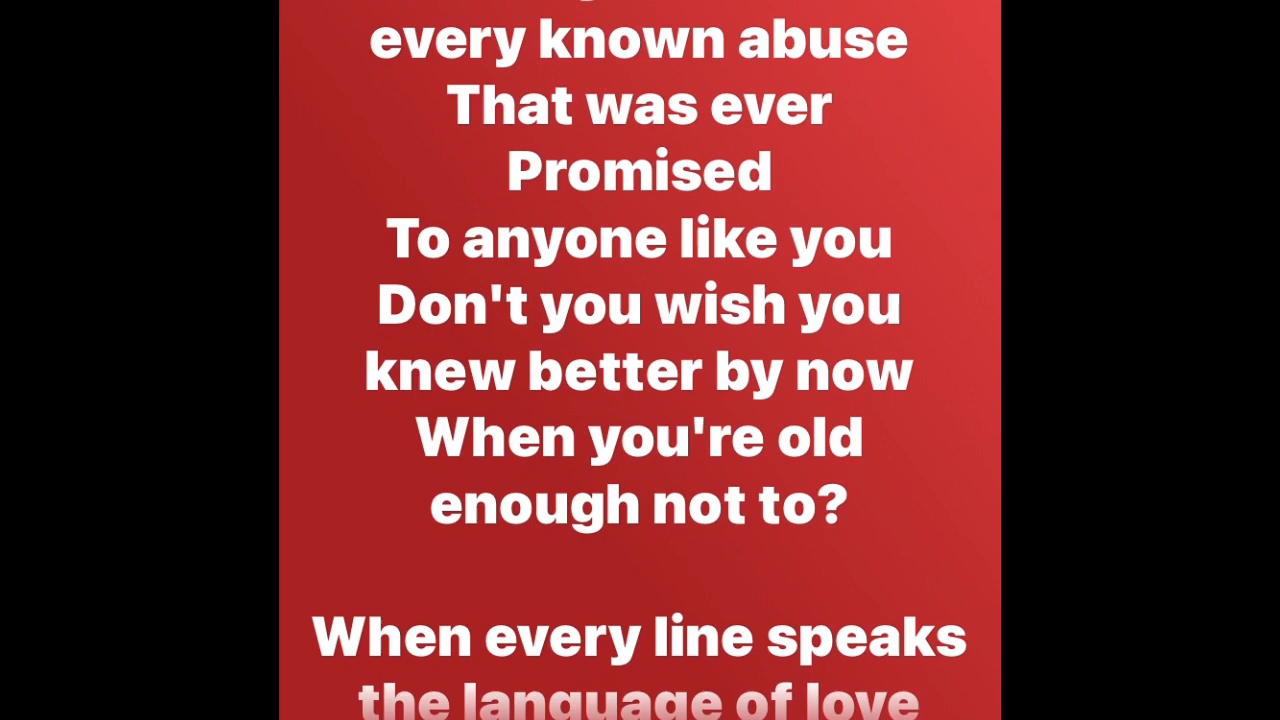 every known abuse
That was ever
Promised
To anyone like you
Don't you wish you
knew better by now
When you're old
enough not to?
When every line speaks
the language of love